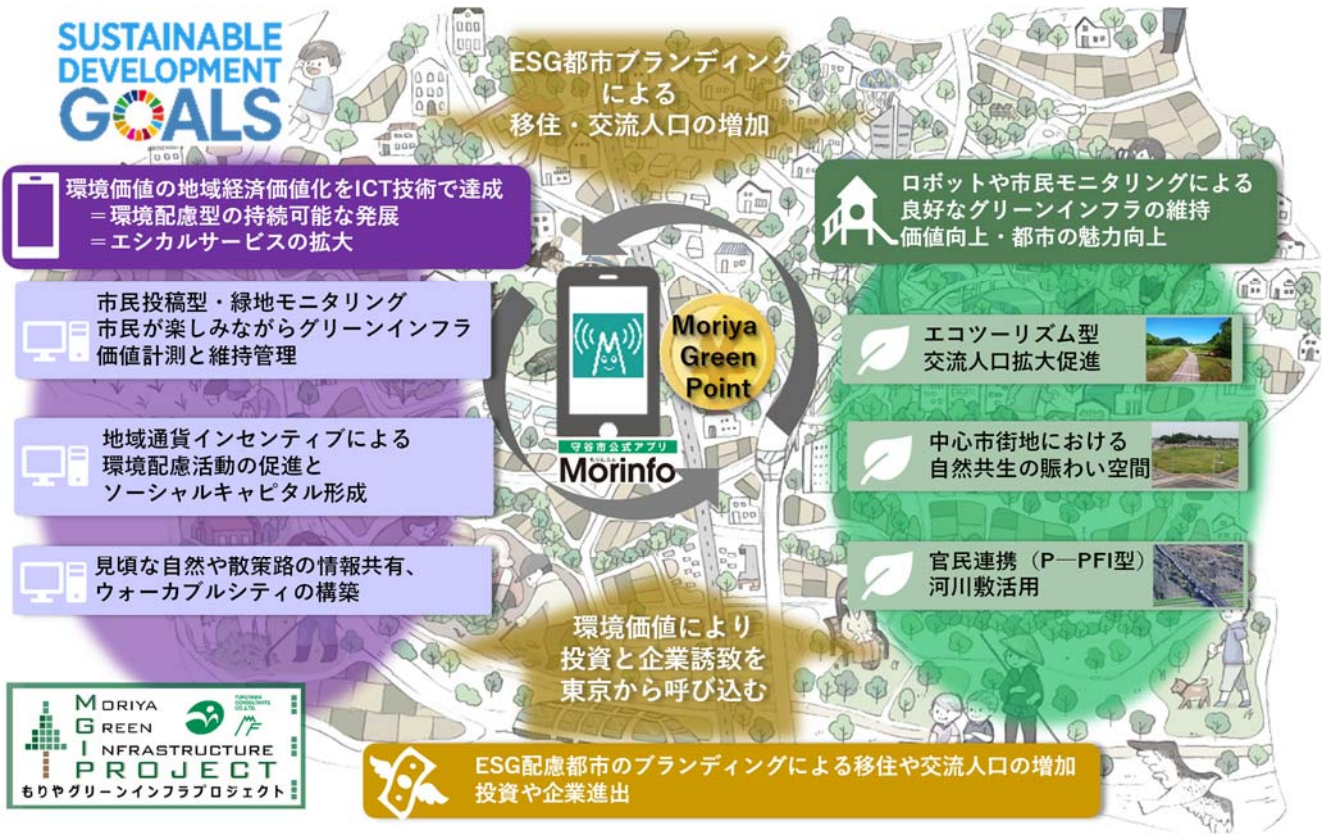 SUSTAINABLE
DEVELOPMENT
GOALS
ESG都市ブランディング
による
移住・交流人口の増加
環境価値の地域経済価値化をICT技術で達成
＝環境配慮型の持続可能な発展
＝エシカルサービスの拡大
市民投稿型・緑地モニタリング
市民が楽しみながらグリーンインフラ
価値計測と維持管理
地域通貨インセンティブによる
環境配慮活動の促進と
ソーシャルキャピタル形成
見頃な自然や散策路の情報共有、
ウォーカブルシティの構築
Moriya
Green
Point
守谷市公式アプリ
もりんふぉ
Morinfo
ロボットや市民モニタリングによる
良好なグリーンインフラの維持
価値向上・都市の魅力向上
エコツーリズム型
交流人口拡大促進
中心市街地における
自然共生の賑わい空間
官民連携（P―PFI型）
河川敷活用
環境価値により
投資と企業誘致を
東京から呼び込む
MORIYA
GREEN
INFRASTRUCTURE
PROJECT
もりやグリーンインフラプロジェクト
FUKUYAMA
CONSULTANTS
CO.,LTD.
ESG配慮都市のブランディングによる移住や交流人口の増加
投資や企業進出